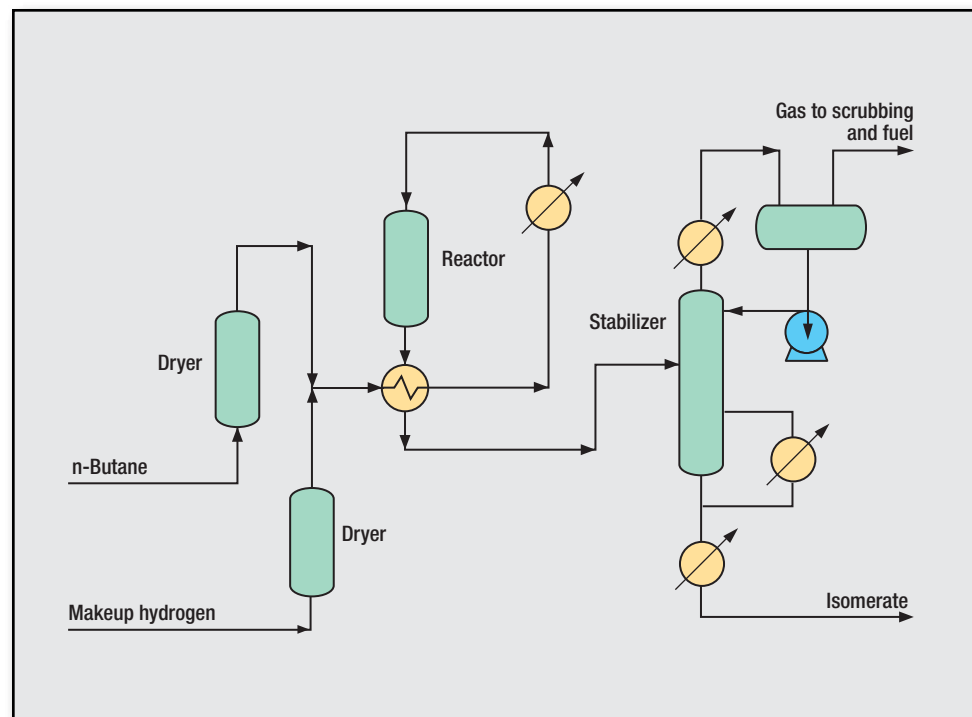 Gas to scrubbing
and fuel
Reactor
Stabilizer
Dryer
n-Butane
Dryer
Makeup hydrogen
Isomerate